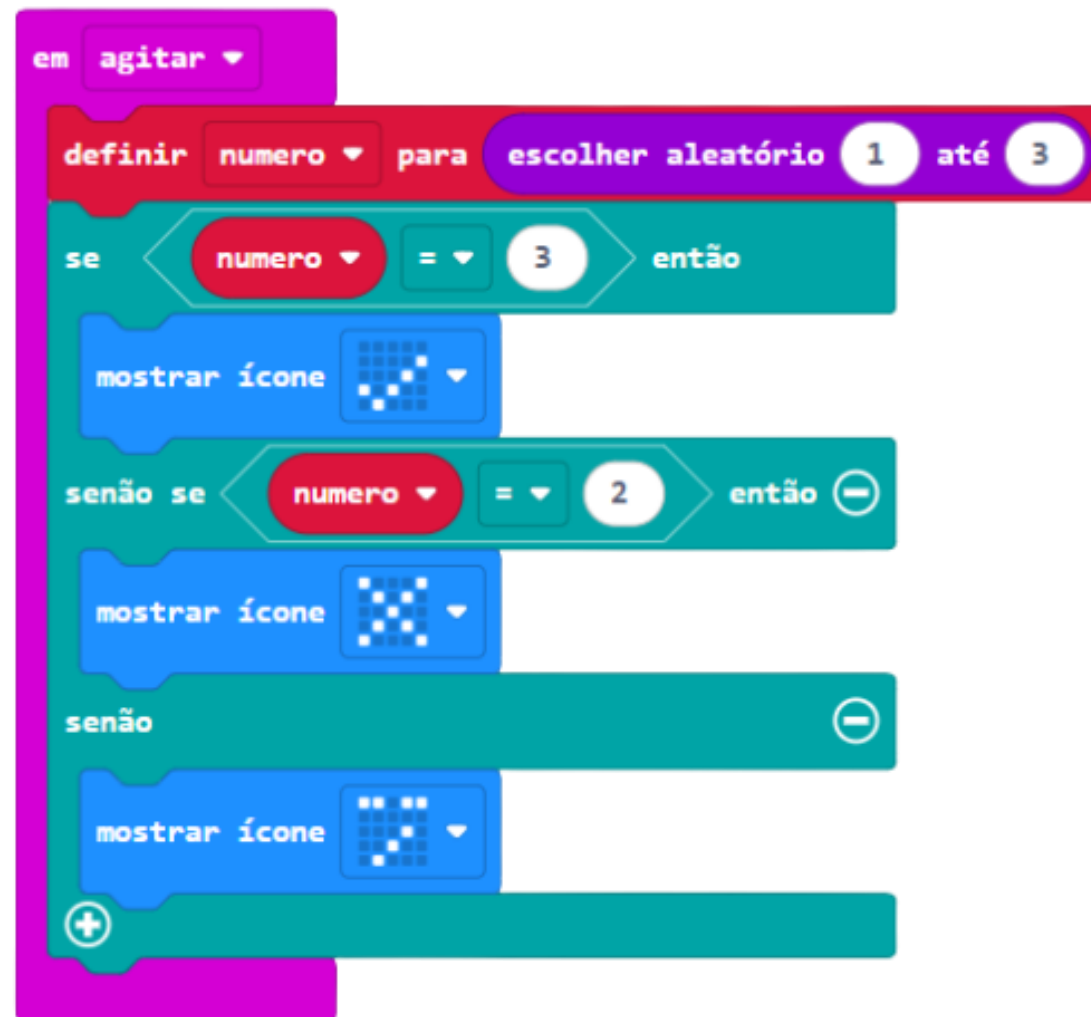 em agitar
definir numero para escolher aleatório 1 até 3
se numero = 3 então
mostrar ícone
senão se numero = 2 então
mostrar ícone
senão
mostrar ícone